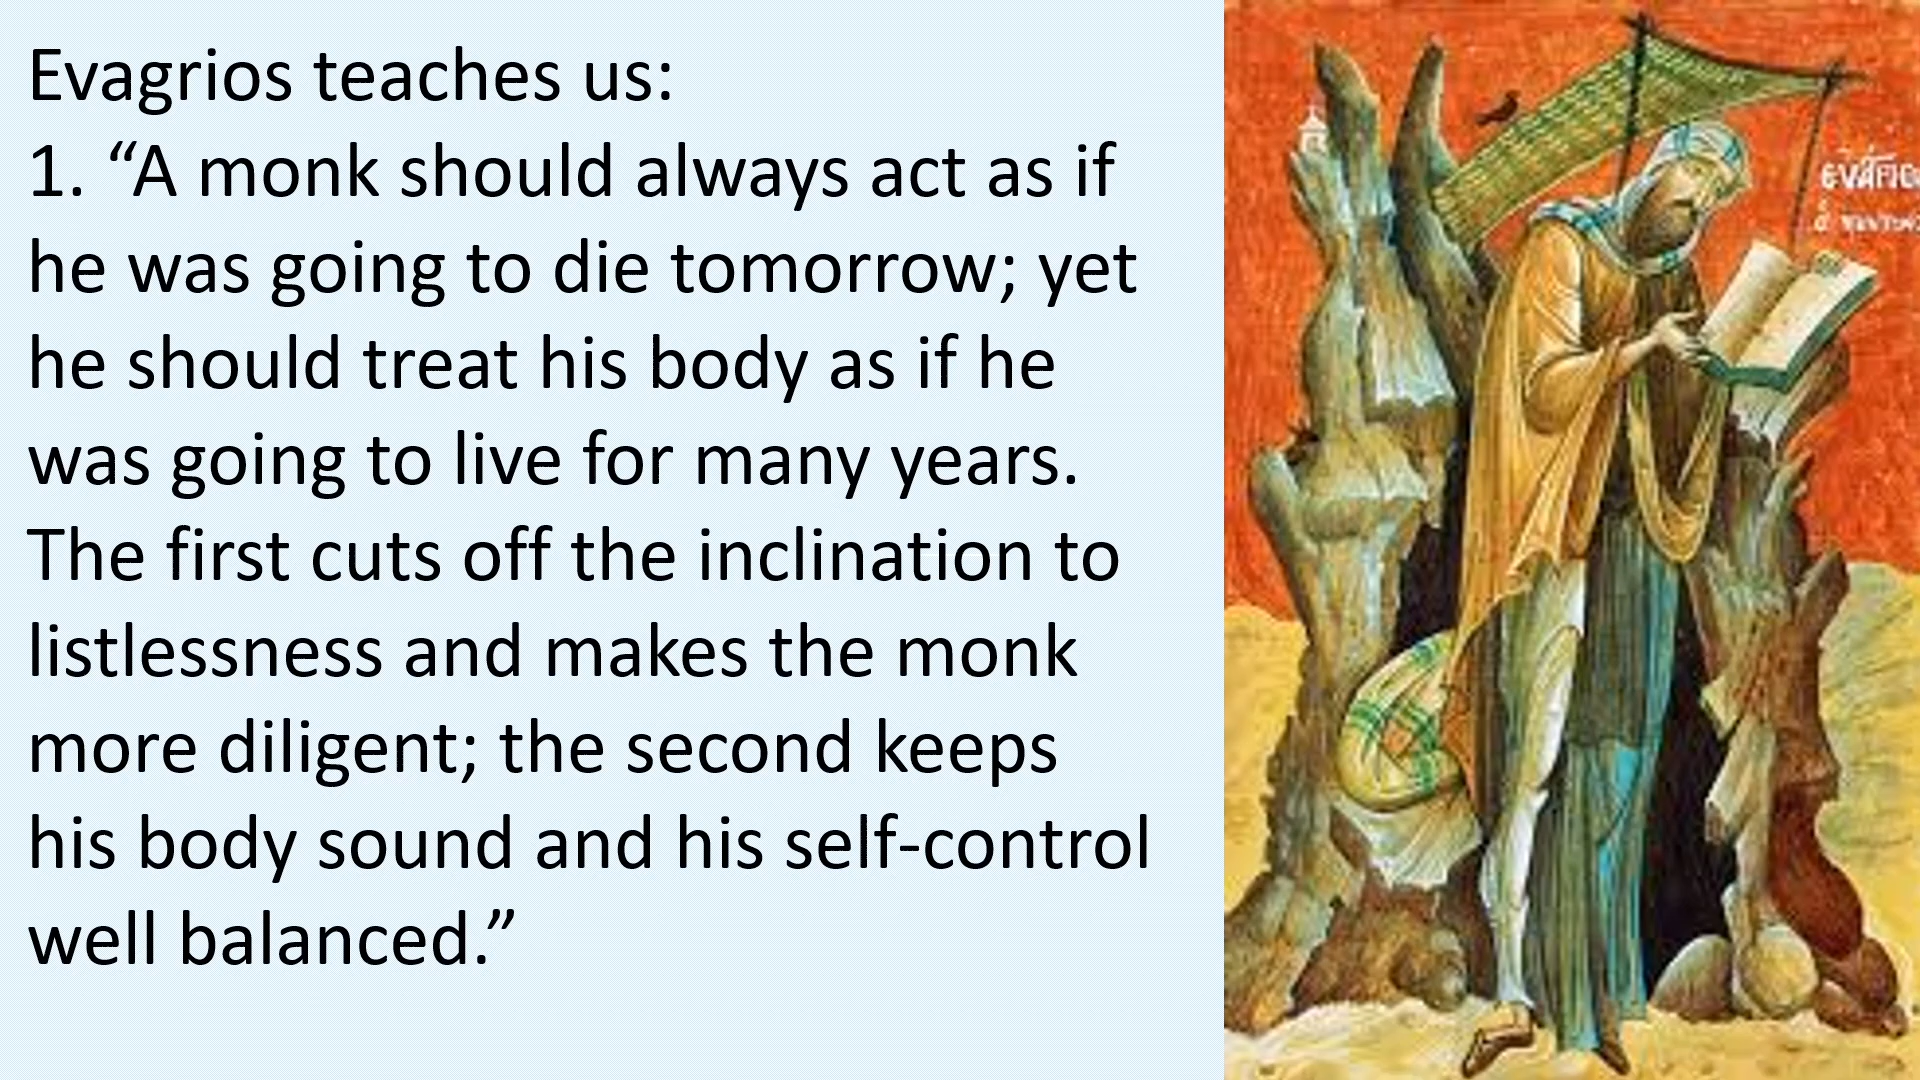 Evagrios teaches us:
1. “A monk should always act as if
he was going to die tomorrow; yet
he should treat his body as if he
was going to live for many years.
The first cuts off the inclination to
listlessness and makes the monk
more diligent; the second keeps
his body sound and his self-control
well balanced.”